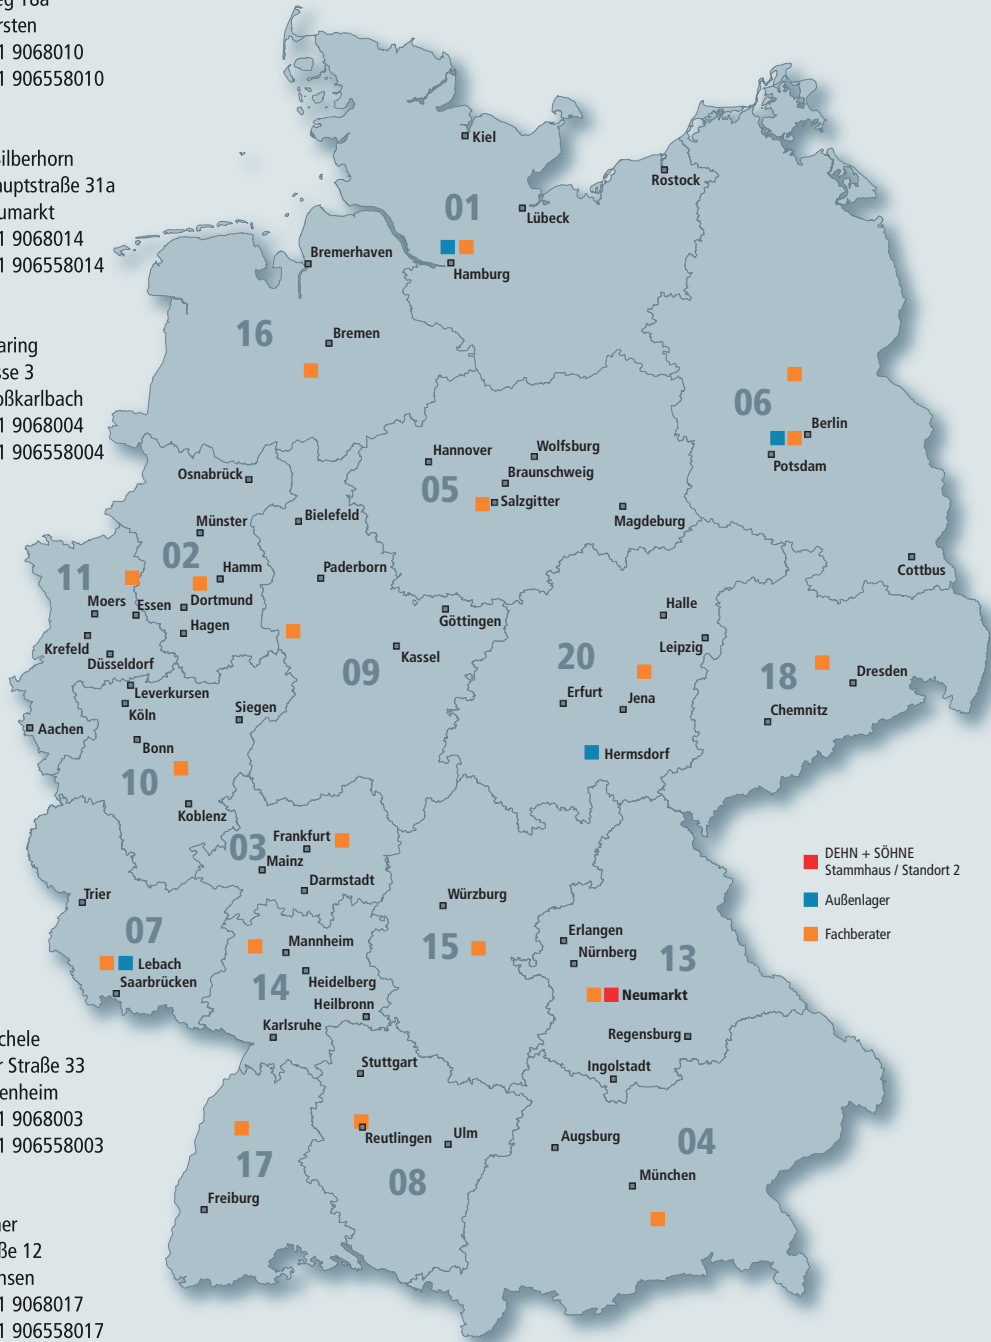 eg 18a
rsten
1 9068010
1 906558010
Silberhorn
auptstraße 31a
umarkt
1 9068014
1 906558014
aring
sse 3
oßkarlbach
1 9068004
1 906558004
chele
r Straße 33
enheim
1 9068003
1 906558003
ner
ße 12
nsen
1 9068017
1 906558017
Kiel
Rostock
01
Lübeck
Bremerhaven
Hamburg
16
Bremen
06
Berlin
Potsdam
Hannover
Wolfsburg
Braunschweig
05
Salzgitter
Magdeburg
Osnabrück
Münster
Bielefeld
02
Hamm
Paderborn
Cottbus
11
Moers
Essen
Dortmund
Hagen
Krefeld
Düsseldorf
Göttingen
Kassel
09
Halle
Leipzig
20
Erfurt
Jena
Hermsdorf
18
Dresden
Chemnitz
Leverkusen
Köln
Siegen
Aachen
Bonn
10
Koblenz
03
Frankfurt
Mainz
Darmstadt
DEHN + SÖHNE
Stammhaus / Standort 2
Außenlager
Fachberater
Trier
Würzburg
07
Lebach
Saarbrücken
Mannheim
14
Heidelberg
Heilbronn
Karlsruhe
15
Erlangen
Nürnberg
13
Neumarkt
Regensburg
Ingolstadt
Stuttgart
Reutlingen
Ulm
Augsburg
04
München
17
08
Freiburg